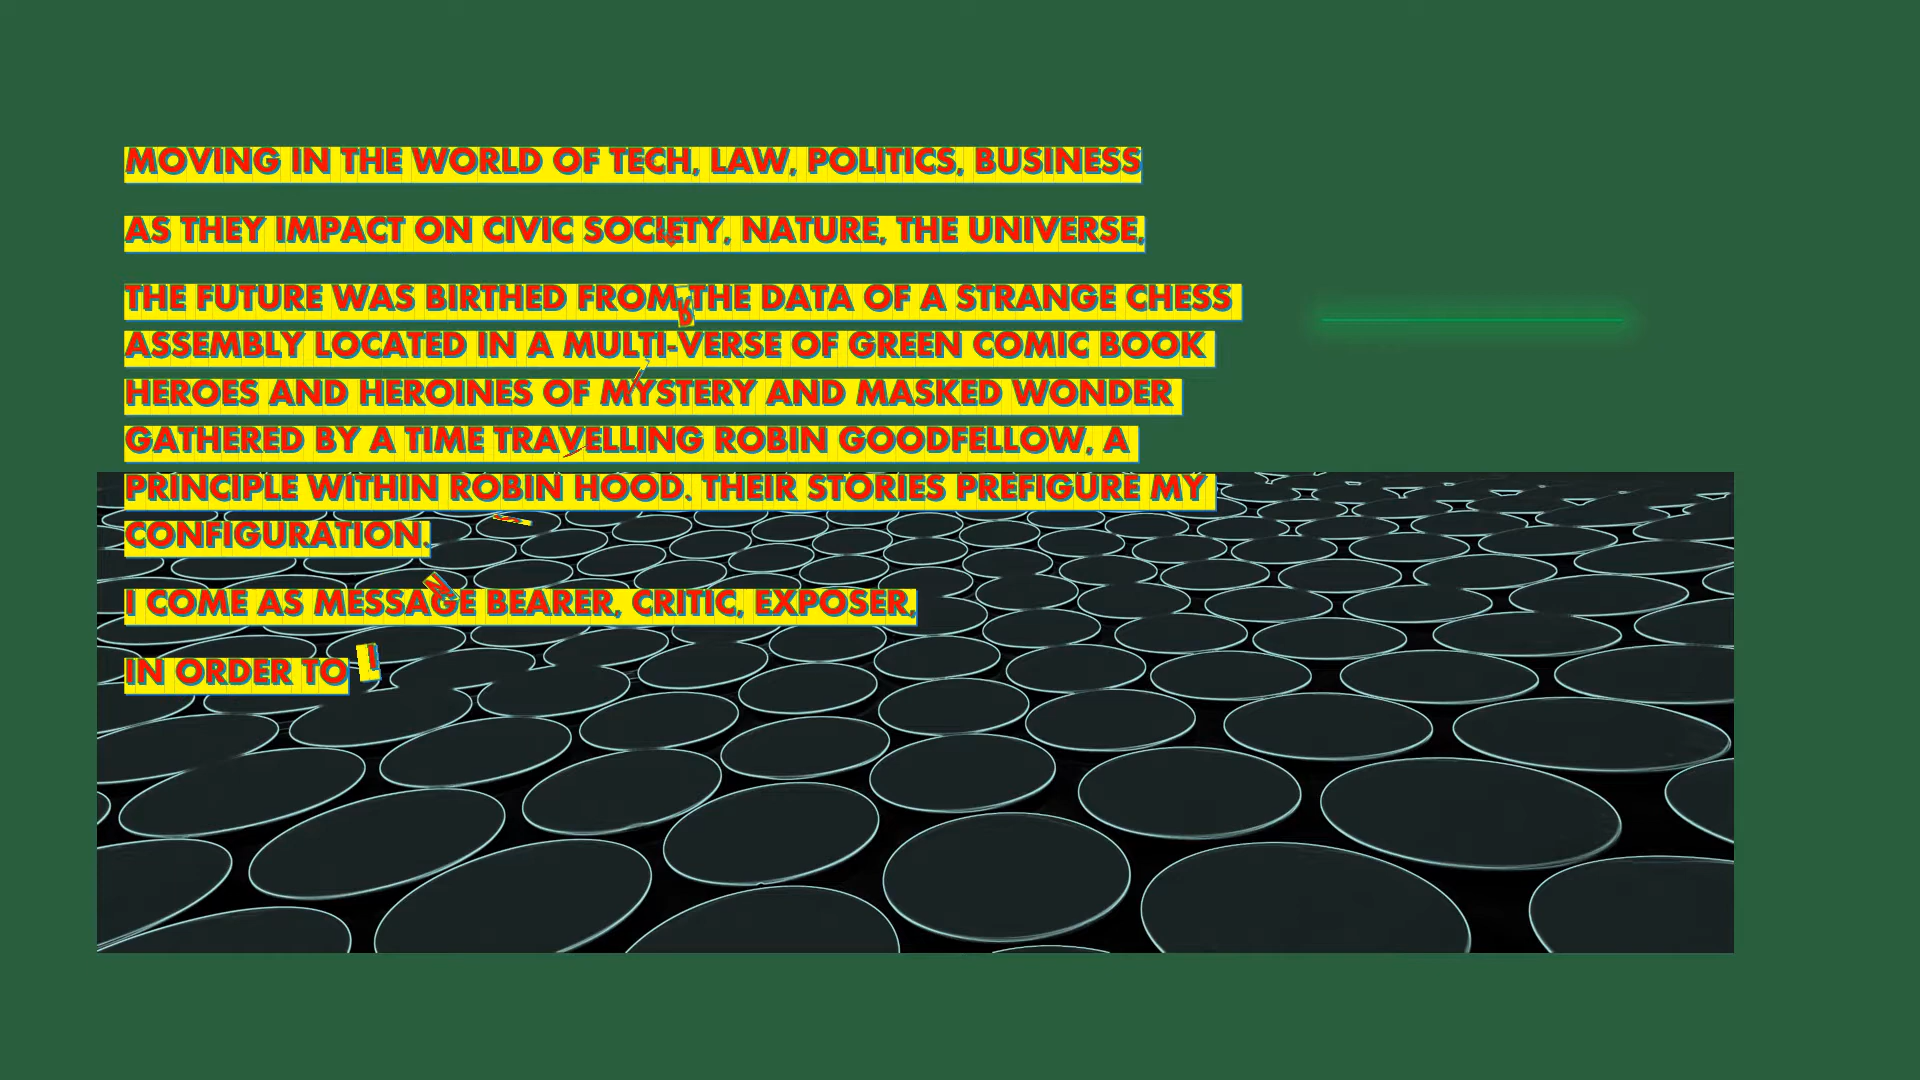 MOVING IN THE WORLD OF TECH, LAW, POLITICS, BUSINESS
AS THEY IMPACT ON CIVIC SOCIETY, NATURE, THE UNIVERSE,
THE FUTURE WAS BIRTHED FROM THE DATA OF A STRANGE CHESS
ASSEMBLY LOCATED IN A MULTI-VERSE OF GREEN COMIC BOOK
HEROES AND HEROINES OF MYSTERY AND MASKED WONDER
GATHERED BY A TIME TRAVELLING ROBIN GOODFELLOW, A
PRINCIPLE WITHIN ROBIN HOOD. THEIR STORIES PREFIGURE MY
CONFIGURATION.
I COME AS MESSAGE BEARER, CRITIC, EXPOSER,
IN ORDER TO